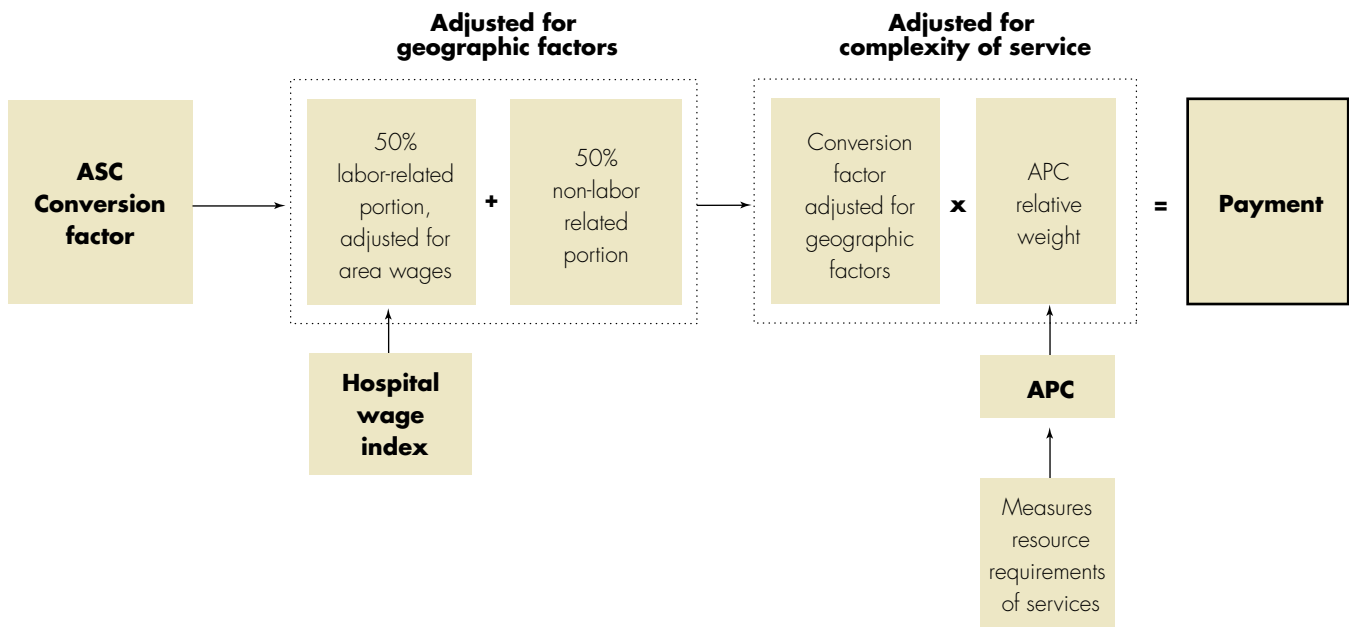 Adjusted for
geographic factors
Adjusted for
complexity of service
ASC
Conversion
factor
50%
labor-related
portion,
adjusted for
area wages
+
50%
non-labor
related
portion
Conversion
factor
adjusted for
geographic
factors
x
APC
relative
weight
=
Payment
Hospital
wage
index
APC
Measures
resource
requirements
of services